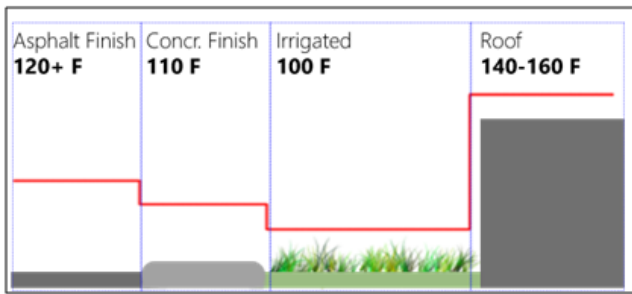 Asphalt Finish
120+ F
Concr. Finish
110 F
Irrigated
100 F
Roof
140-160 F